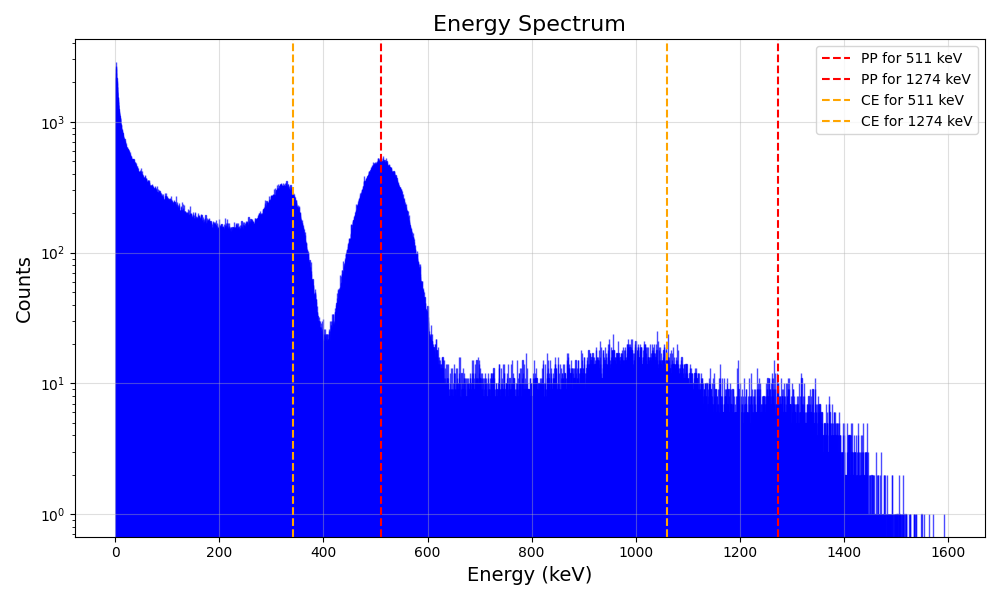 Energy Spectrum
PP for 511 keV
PP for 1274 keV
CE for 511 keV
CE for 1274 keV
Counts
10³
10²
10¹
10⁰
0 200 400 600 800 1000 1200 1400 1600
Energy (keV)